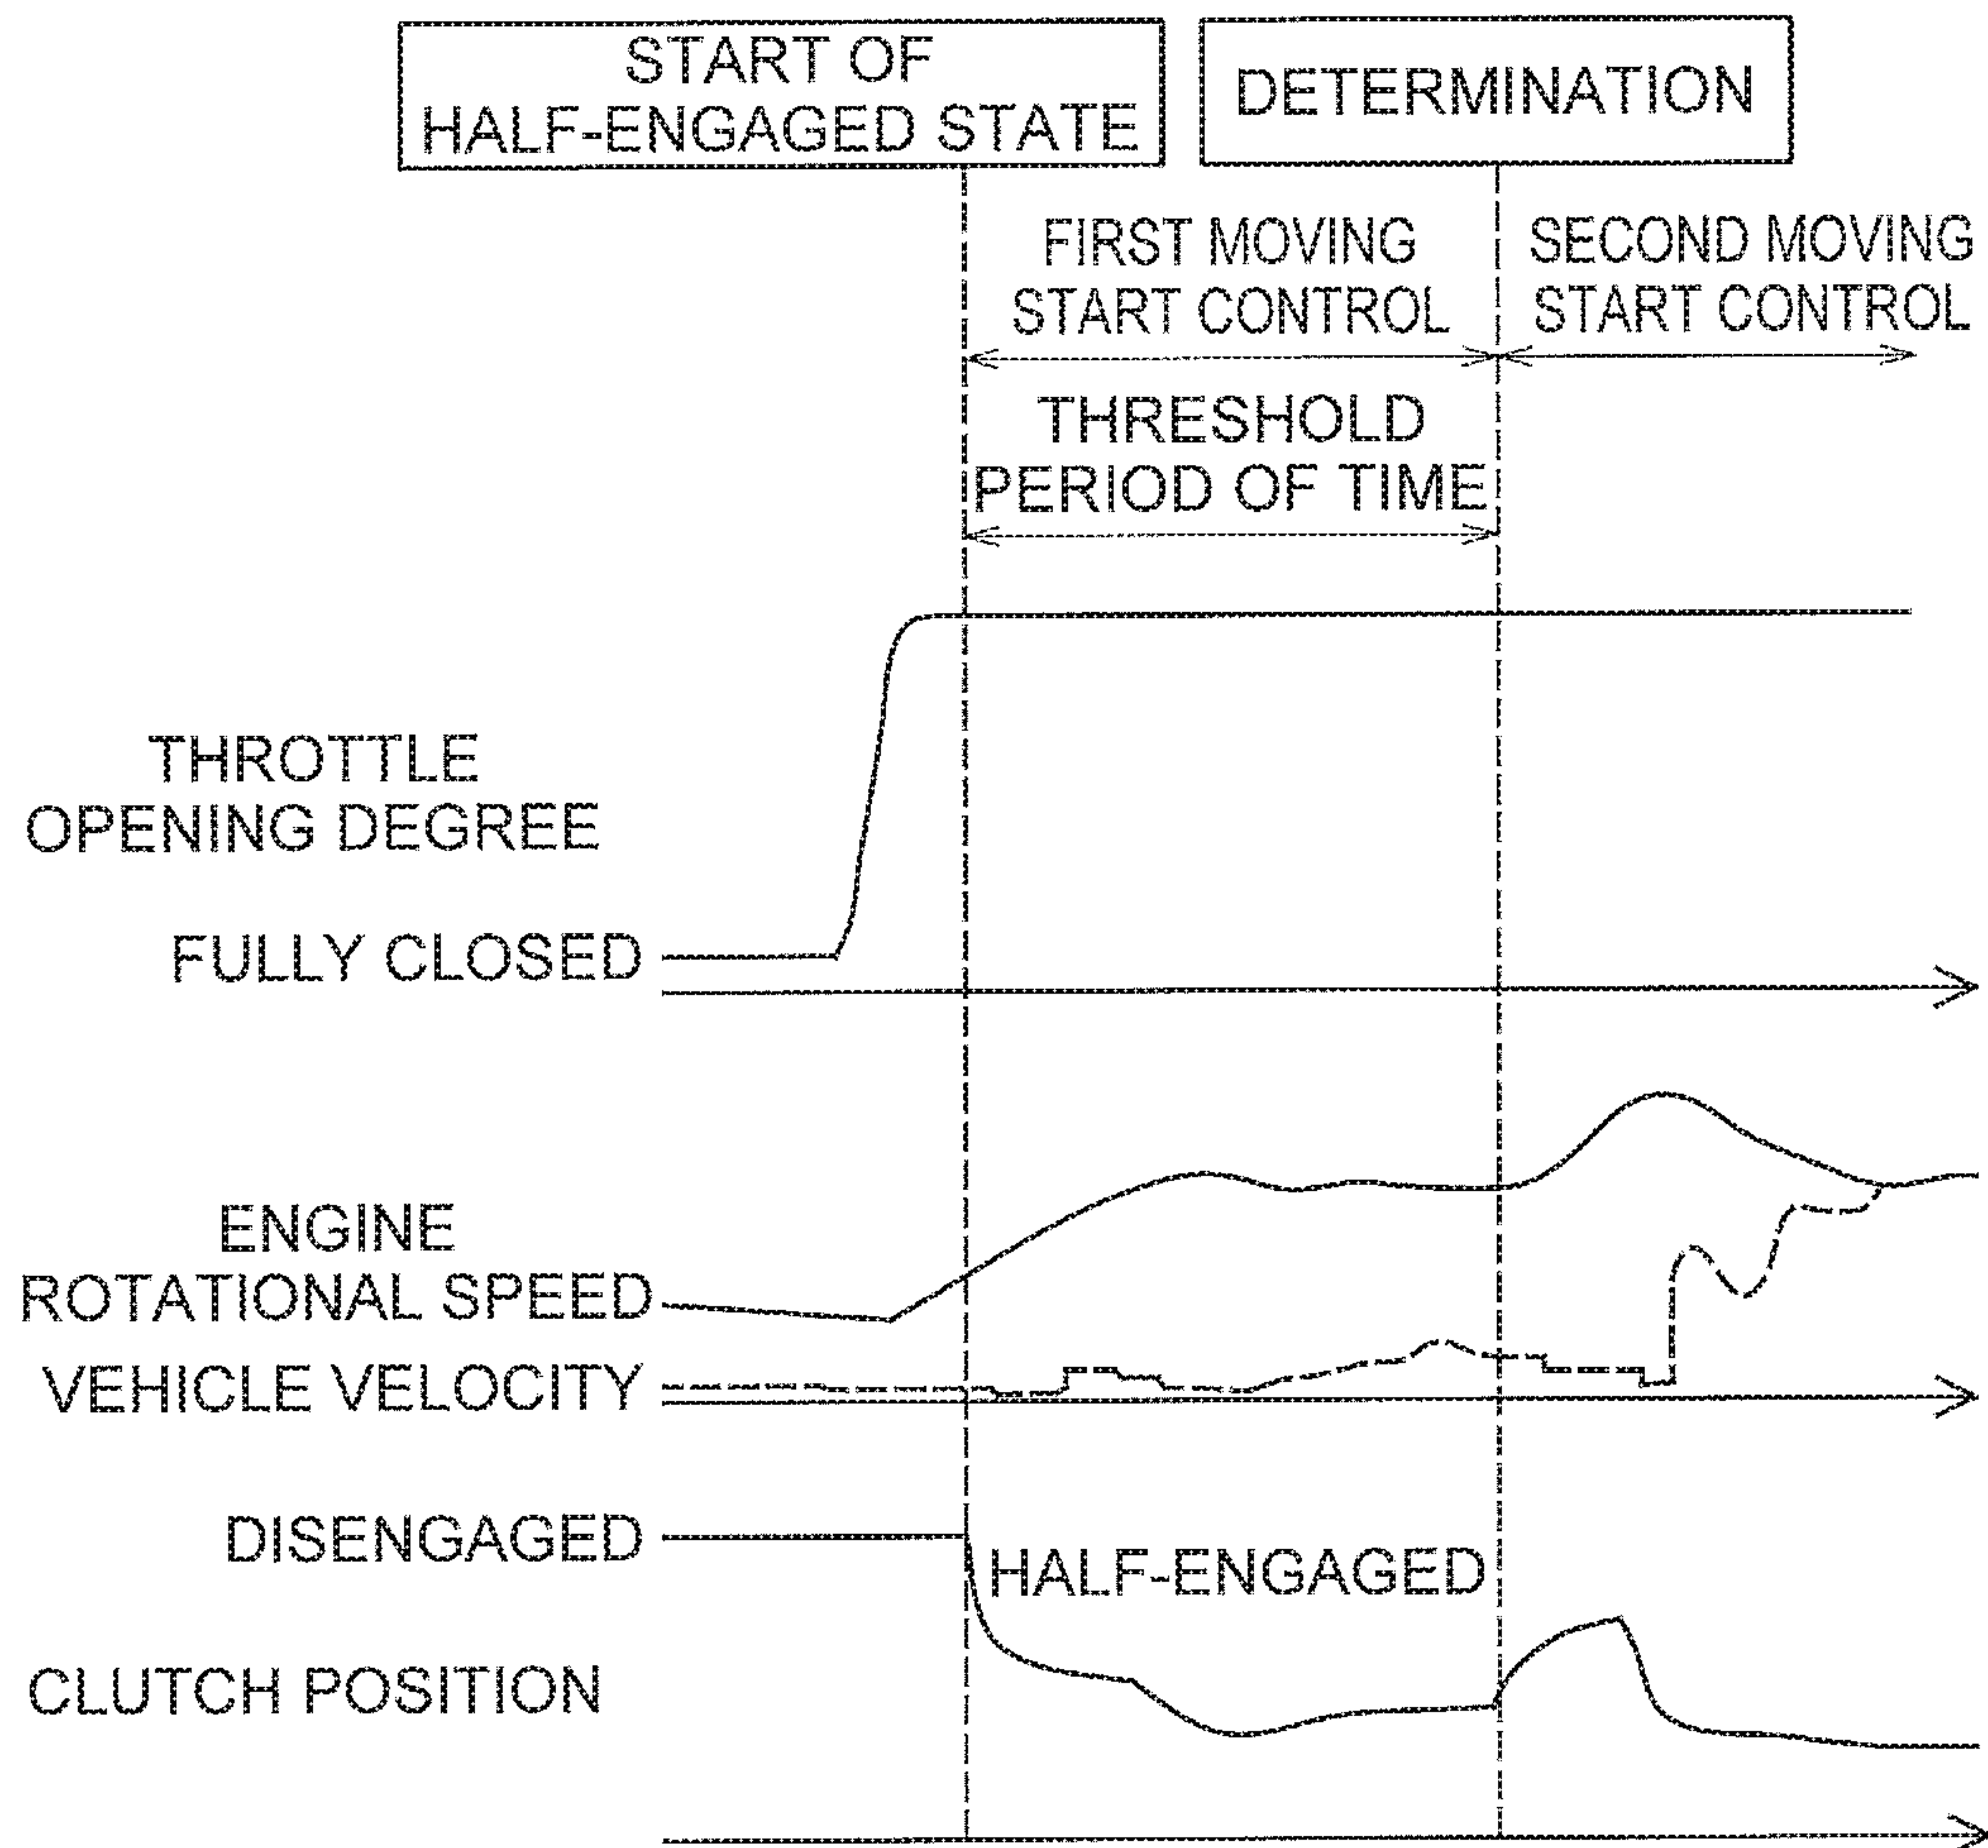 START OF
HALF-ENGAGED STATE
DETERMINATION
FIRST MOVING
START CONTROL
SECOND MOVING
START CONTROL
THRESHOLD
PERIOD OF TIME
THROTTLE
OPENING DEGREE
FULLY CLOSED
ENGINE
ROTATIONAL SPEED
VEHICLE VELOCITY
DISENGAGED
HALF-ENGAGED
CLUTCH POSITION